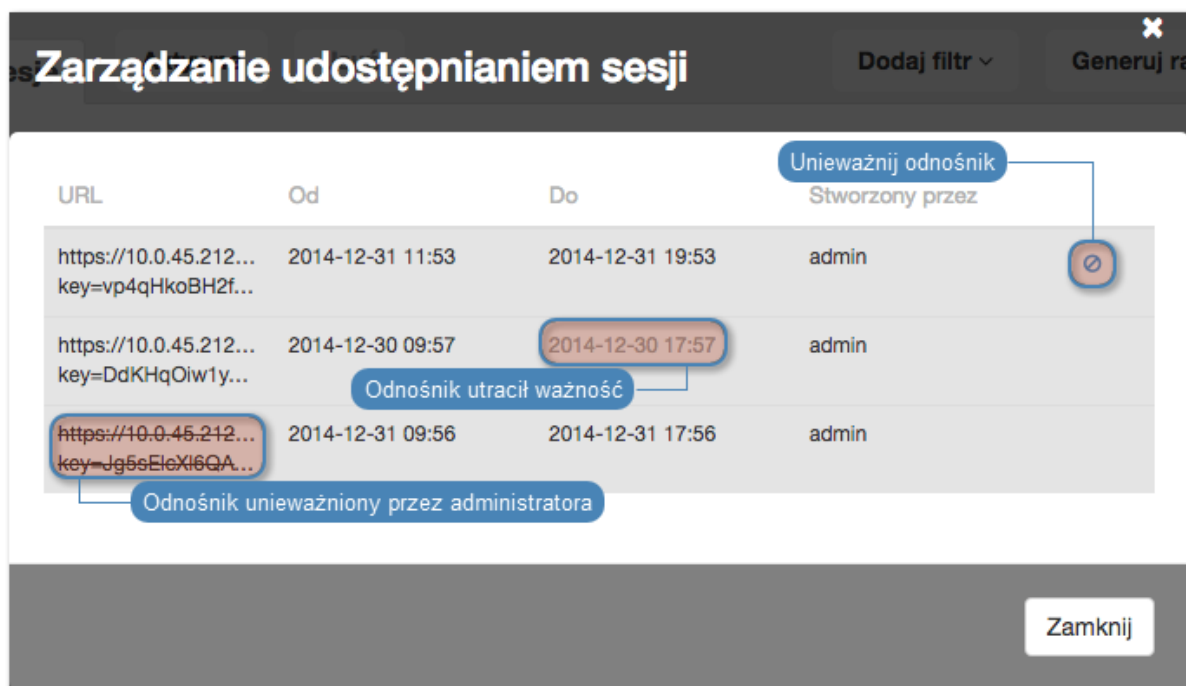 Zarządzanie udostępnianiem sesji
Dodaj filtr
Generuj ra
Unieważnij odnośnik
URL Od Do Stworzony przez
https://10.0.45.212... 2014-12-31 11:53 2014-12-31 19:53 admin
key=vp4qHkoBH2f...
https://10.0.45.212... 2014-12-30 09:57 2014-12-30 17:57 admin
key=DdKHqOiw1y...
Odnośnik utracił ważność
https://10.0.45.212... 2014-12-31 09:56 2014-12-31 17:56 admin
key=Jg5sElcXl6QA...
Odnośnik unieważniony przez administratora
Zamknij